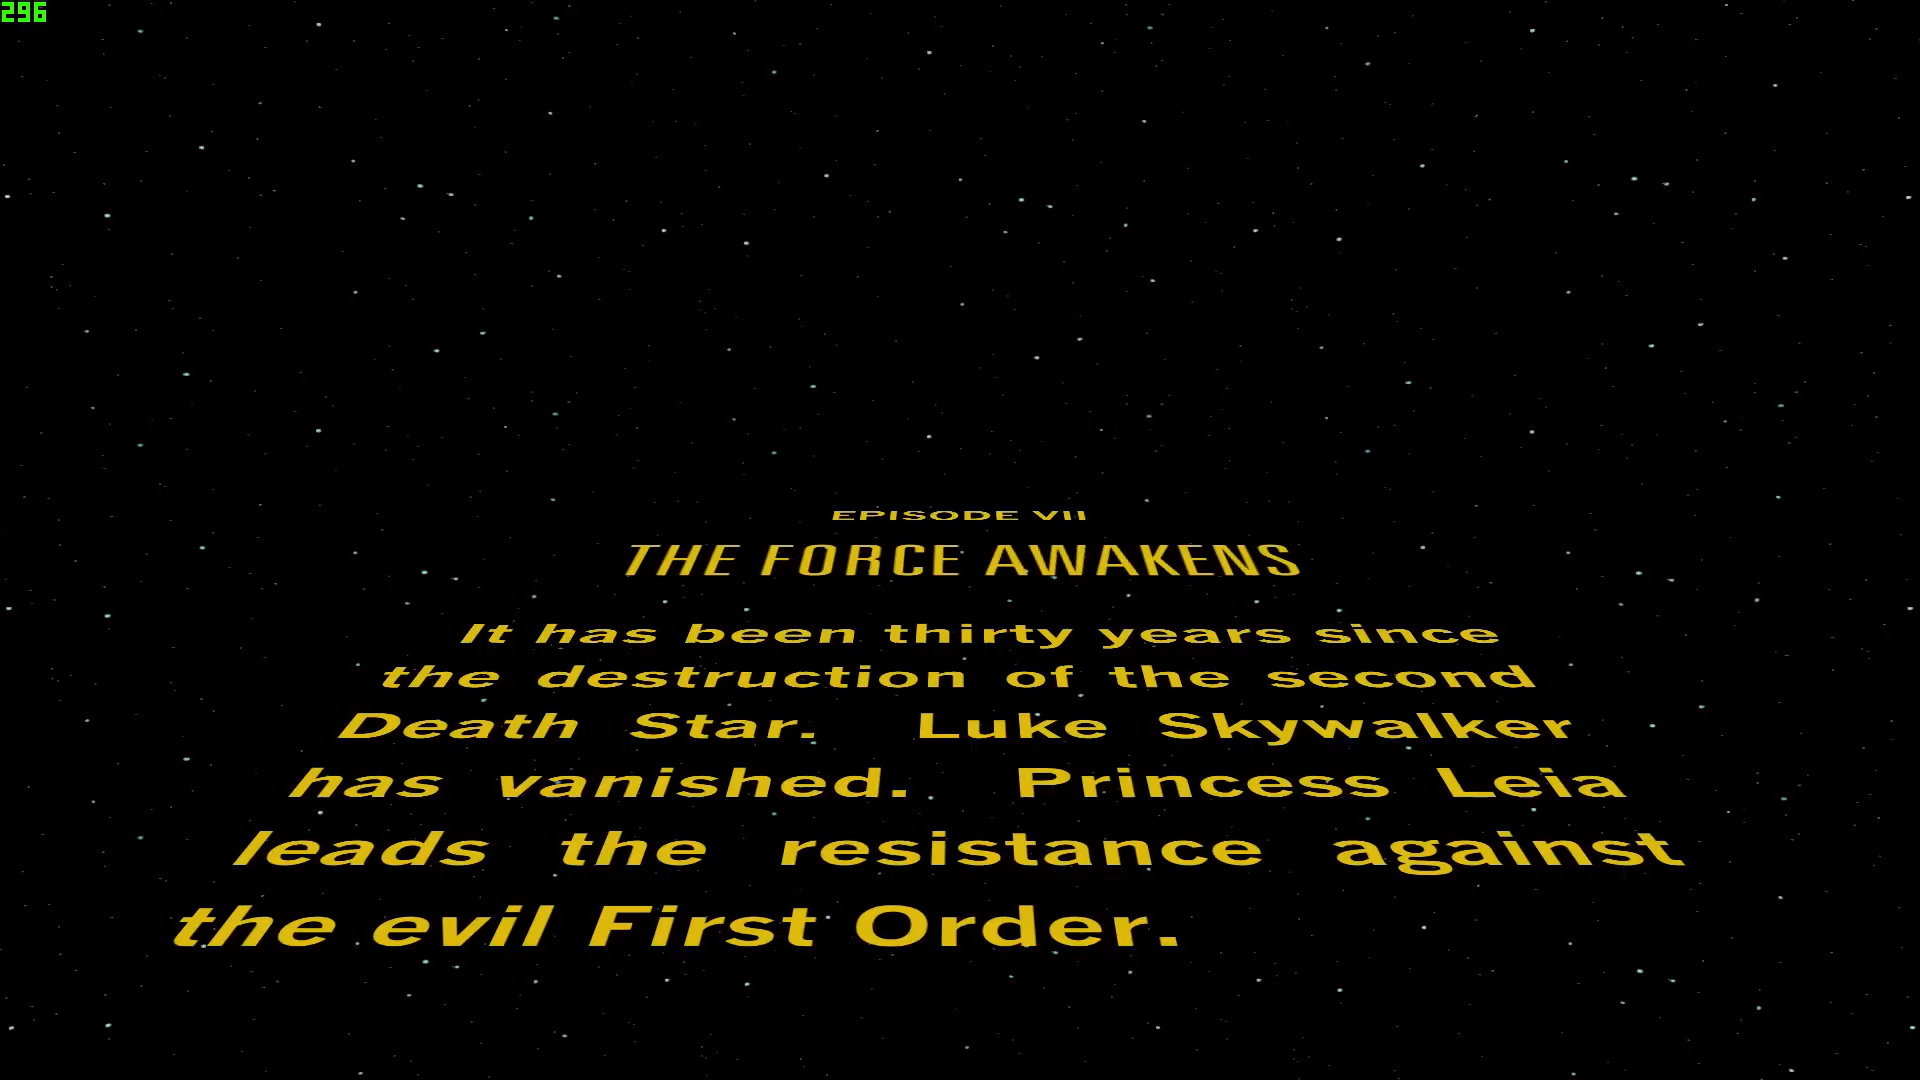 296
EPISODE VII
THE FORCE AWAKENS
It has been thirty years since
the destruction of the second
Death Star. Luke Skywalker
has vanished. Princess Leia
leads the resistance against
the evil First Order.